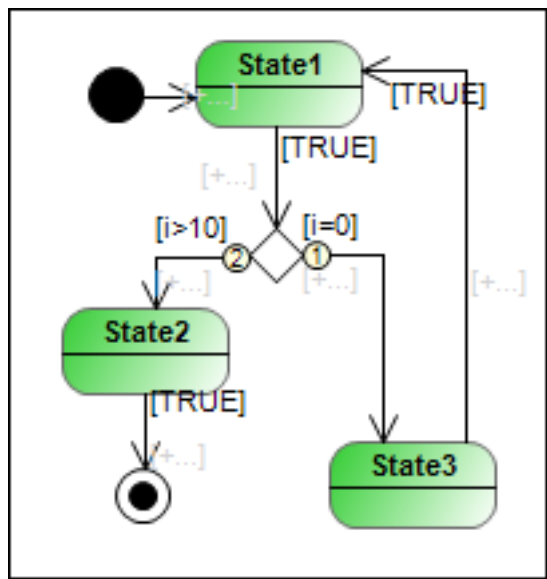 State1
[+...]
[TRUE]
[TRUE]
[+...]
[i>10]
[i=0]
2
1
[+...]
[+...]
[+...]
State2
[TRUE]
[+...]
State3